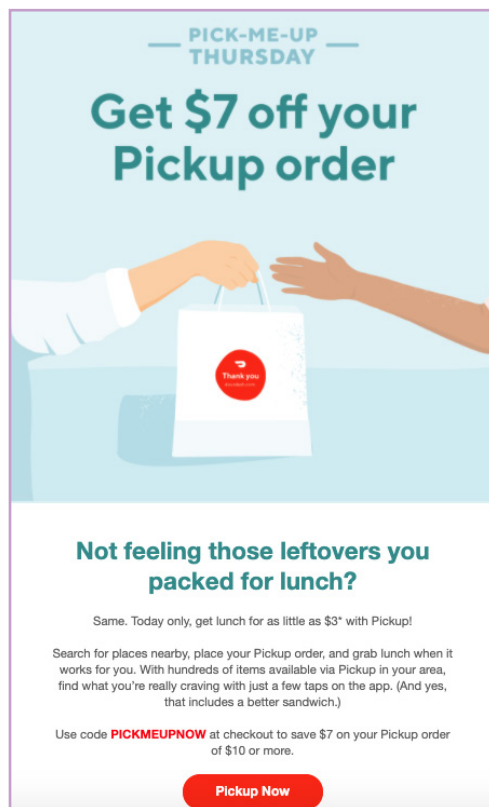 PICK-ME-UP
THURSDAY
Get $7 off your
Pickup order
Thank you
Not feeling those leftovers you
packed for lunch?
Same. Today only, get lunch for as little as $3* with Pickup!
Search for places nearby, place your Pickup order, and grab lunch when it
works for you. With hundreds of items available via Pickup in your area,
find what you’re really craving with just a few taps on the app. (And yes,
that includes a better sandwich.)
Use code PICKMEUPNOW at checkout to save $7 on your Pickup order
of $10 or more.
Pickup Now